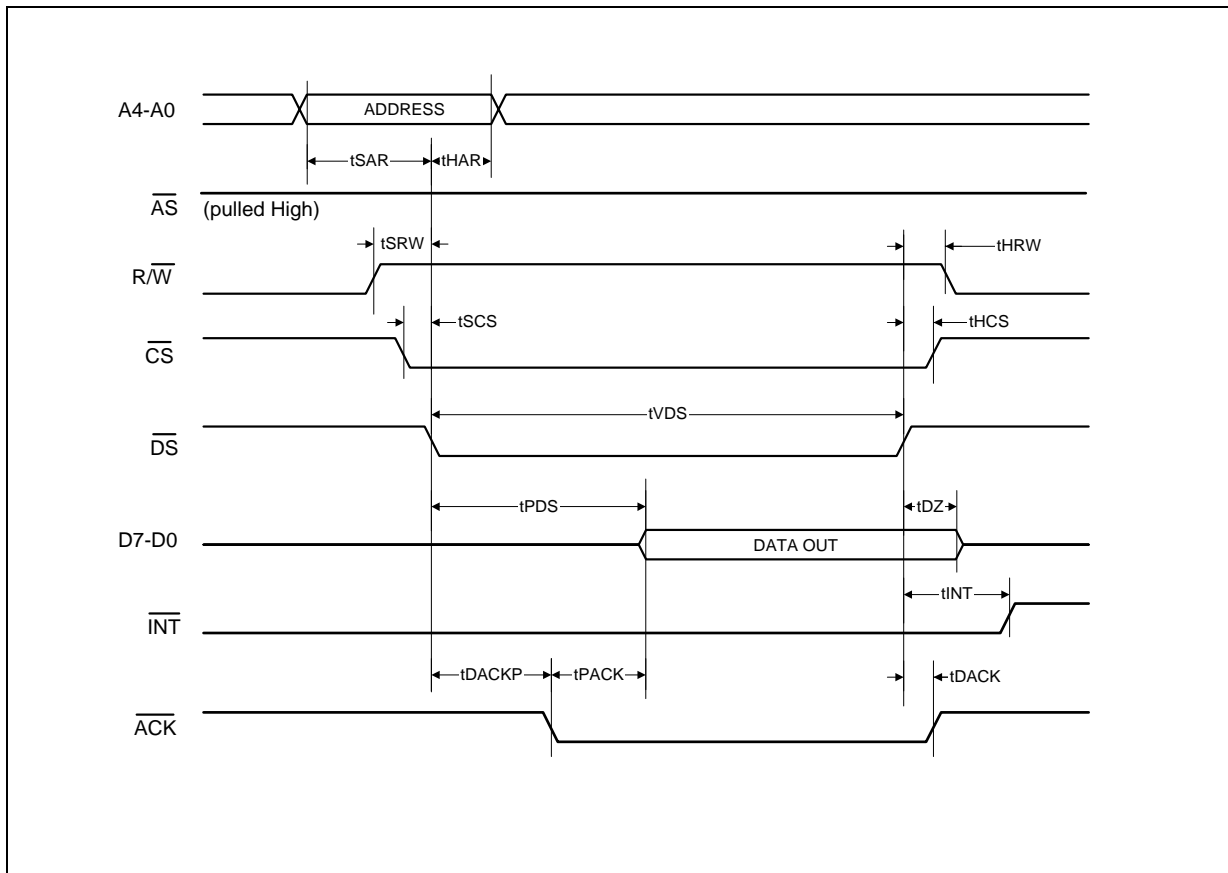 A4-A0
ADDRESS
tSAR
tHAR
AS
(pulled High)
tSRW
tHRW
R/W
tSCS
tHCS
CS
tVDS
DS
tPDS
tDZ
D7-D0
DATA OUT
tINT
INT
tDACKP
tPACK
tDACK
ACK